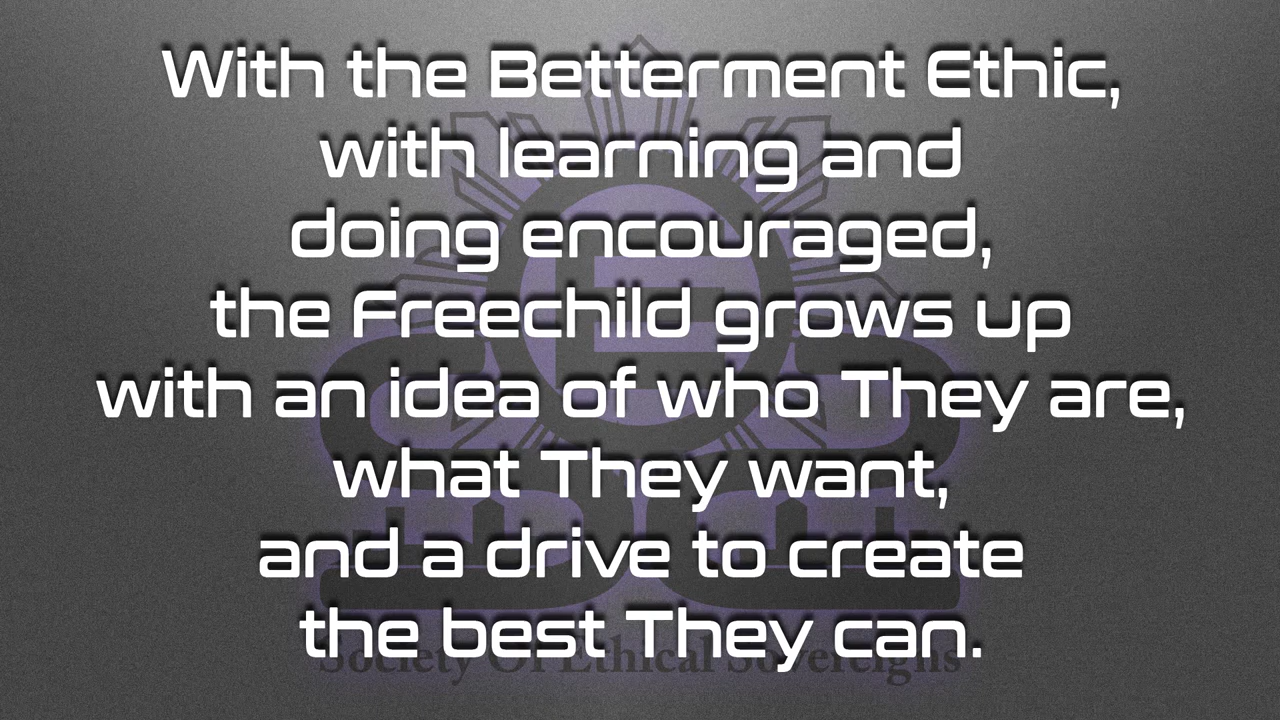 With the Betterment Ethic,
with learning and
doing encouraged,
the Freechild grows up
with an idea of who They are,
what They want,
and a drive to create
the best They can.
Society Of Ethical Sovereigns